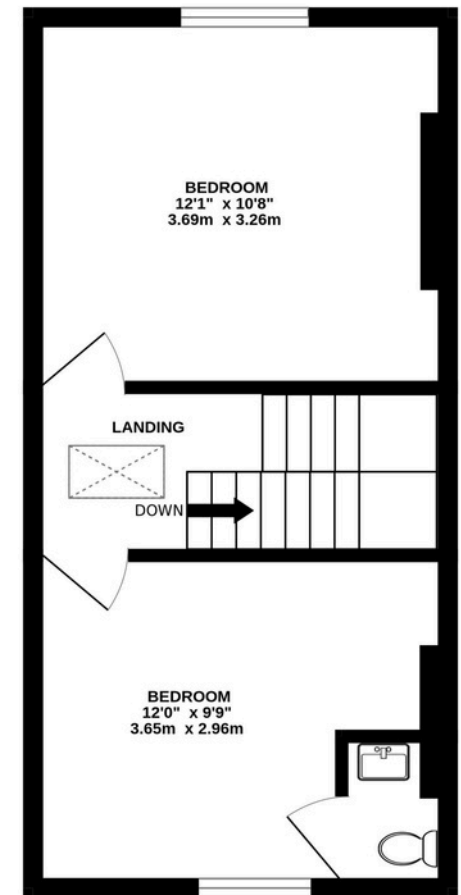 BEDROOM
12'1" x 10'8"
3.69m x 3.26m
LANDING
DOWN
BEDROOM
12'0" x 9'9"
3.65m x 2.96m